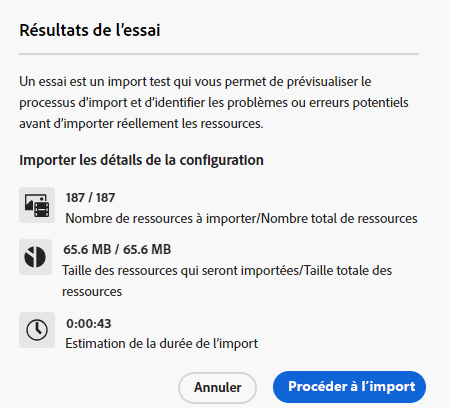 Résultats de l’essai
Un essai est un import test qui vous permet de prévisualiser le
processus d’import et d’identifier les problèmes ou erreurs potentiels
avant d’importer réellement les ressources.
Importer les détails de la configuration
187 / 187
Nombre de ressources à importer/Nombre total de ressources
65.6 MB / 65.6 MB
Taille des ressources qui seront importées/Taille totale des
ressources
0:00:43
Estimation de la durée de l’import
Annuler
Procéder à l’import